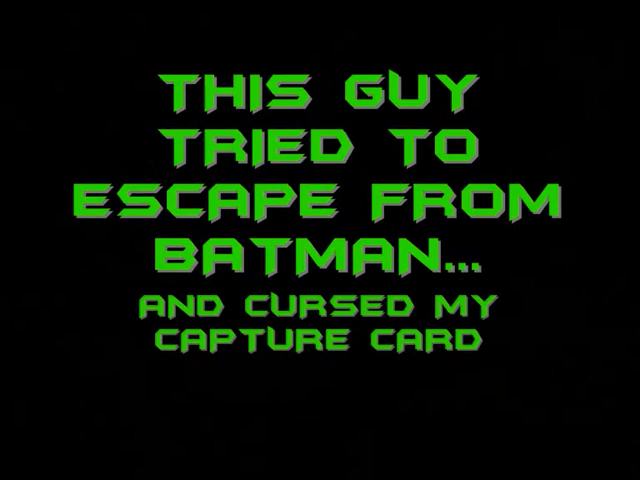 THIS GUY
TRIED TO
ESCAPE FROM
BATMAN...
AND CURSED MY
CAPTURE CARD